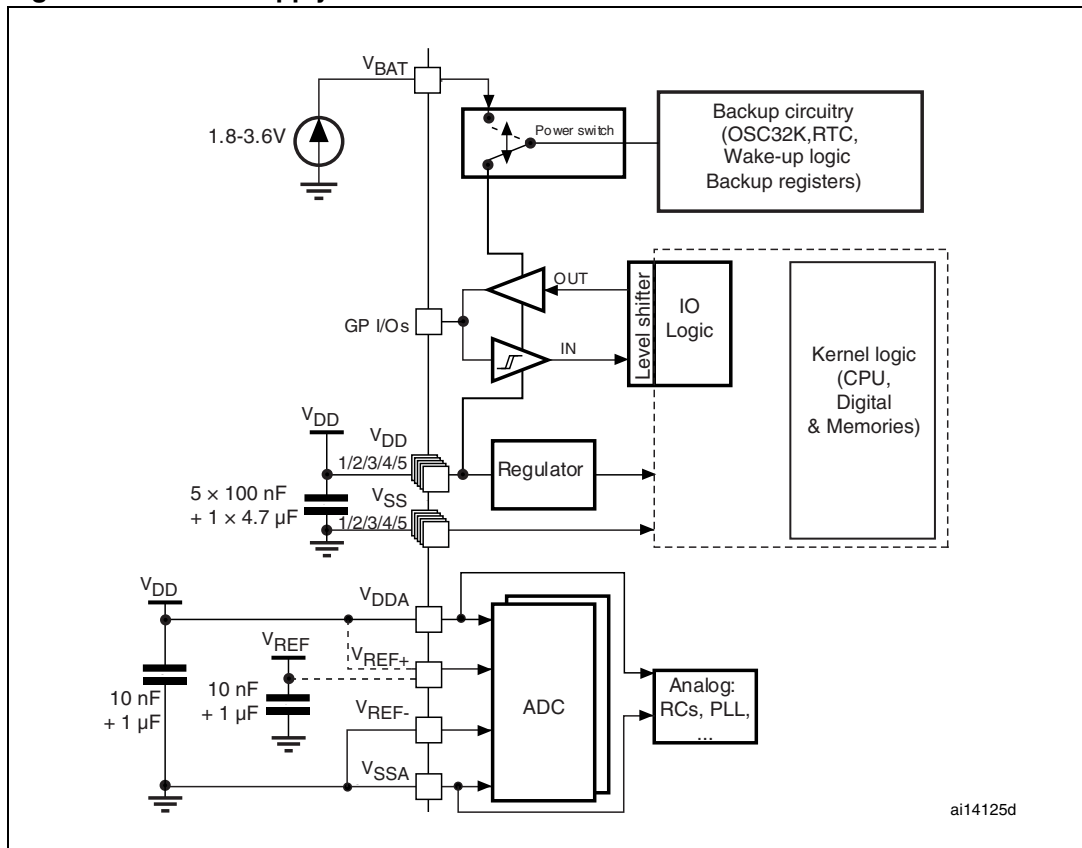 VBAT
1.8-3.6V
Power switch
Backup circuitry
(OSC32K,RTC,
Wake-up logic
Backup registers)
OUT
GP I/Os
IN
Level shifter
IO
Logic
Kernel logic
(CPU,
Digital
& Memories)
VDD
VDD
1/2/3/4/5
Regulator
5 × 100 nF
+ 1 × 4.7 µF
VSS
1/2/3/4/5
VDD
VDDA
VREF
VREF+
10 nF
+ 1 µF
10 nF
+ 1 µF
VREF-
VSSA
ADC
Analog:
RCs, PLL,
...
ai14125d